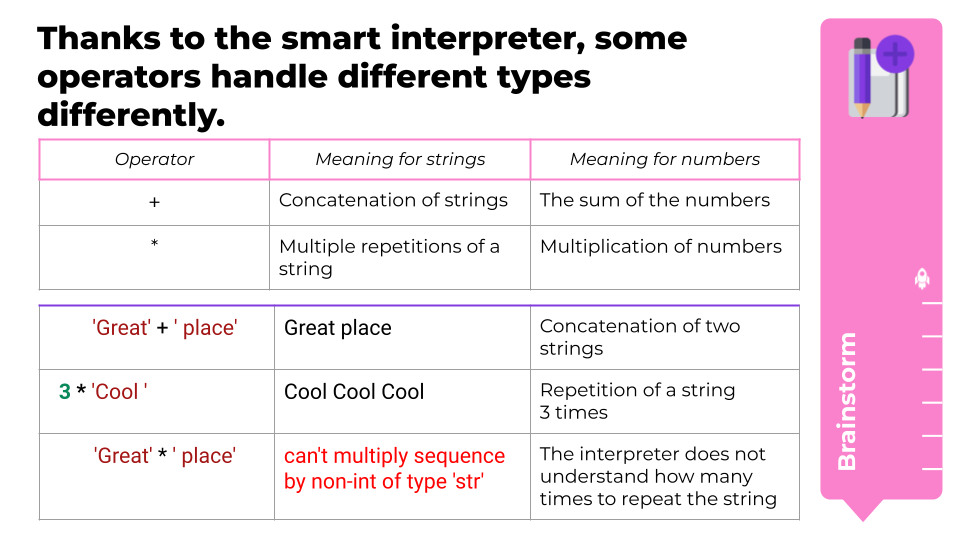 Thanks to the smart interpreter, some
operators handle different types
differently.
Operator
Meaning for strings
Meaning for numbers
+
Concatenation of strings
The sum of the numbers
*
Multiple repetitions of a
string
Multiplication of numbers
'Great' + ' place'
Great place
Concatenation of two
strings
3 * 'Cool '
Cool Cool Cool
Repetition of a string
3 times
'Great' * ' place'
can't multiply sequence
by non-int of type 'str'
The interpreter does not
understand how many
times to repeat the string
Brainstorm